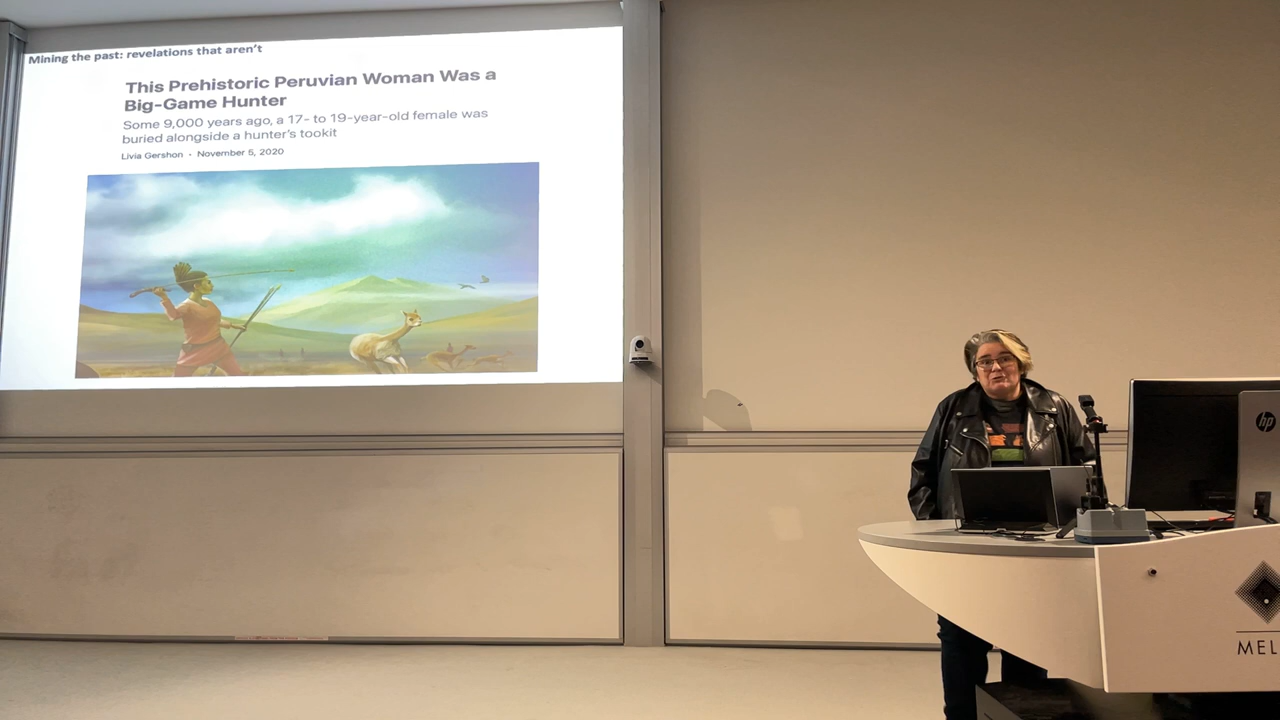 Mining the past: revelations that aren't
This Prehistoric Peruvian Woman Was a
Big-Game Hunter
Some 9,000 years ago, a 17- to 19-year-old female was
buried alongside a hunter's tookit
Livia Gershon • November 5, 2020
hp
MEL